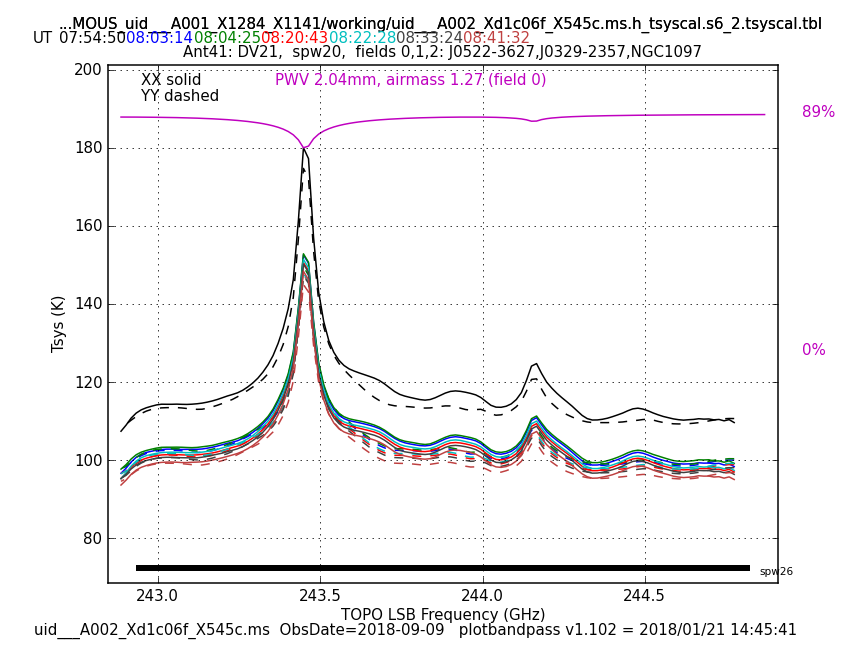 ...MOUS_uid___A001_X1284_X1141/working/uid___A002_Xd1c06f_X545c.ms.h_tsyscal.s6_2.tsyscal.tbl
UT 07:54:50 08:03:14 08:04:25 08:20:43 08:22:28 08:33:24 08:41:32
Ant41: DV21, spw20, fields 0,1,2: J0522-3627,J0329-2357,NGC1097
XX solid
YY dashed
PWV 2.04mm, airmass 1.27 (field 0)
89%
0%
200
180
160
140
120
100
80
Tsys (K)
spw26
243.0 243.5 244.0 244.5
TOPO LSB Frequency (GHz)
uid___A002_Xd1c06f_X545c.ms ObsDate=2018-09-09 plotbandpass v1.102 = 2018/01/21 14:45:41